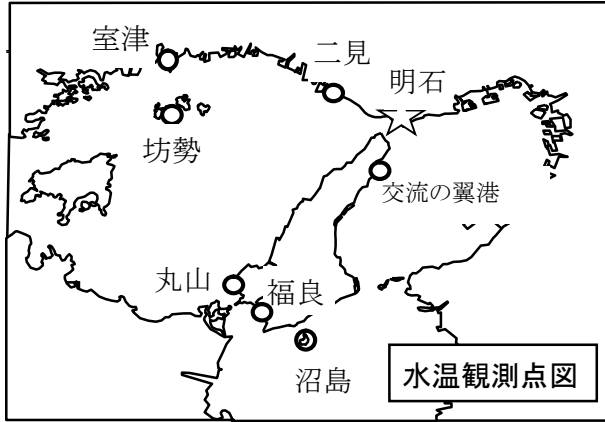 室津
二見
明石
坊勢
交流の翼港
丸山
福良
沼島
水温観測点図